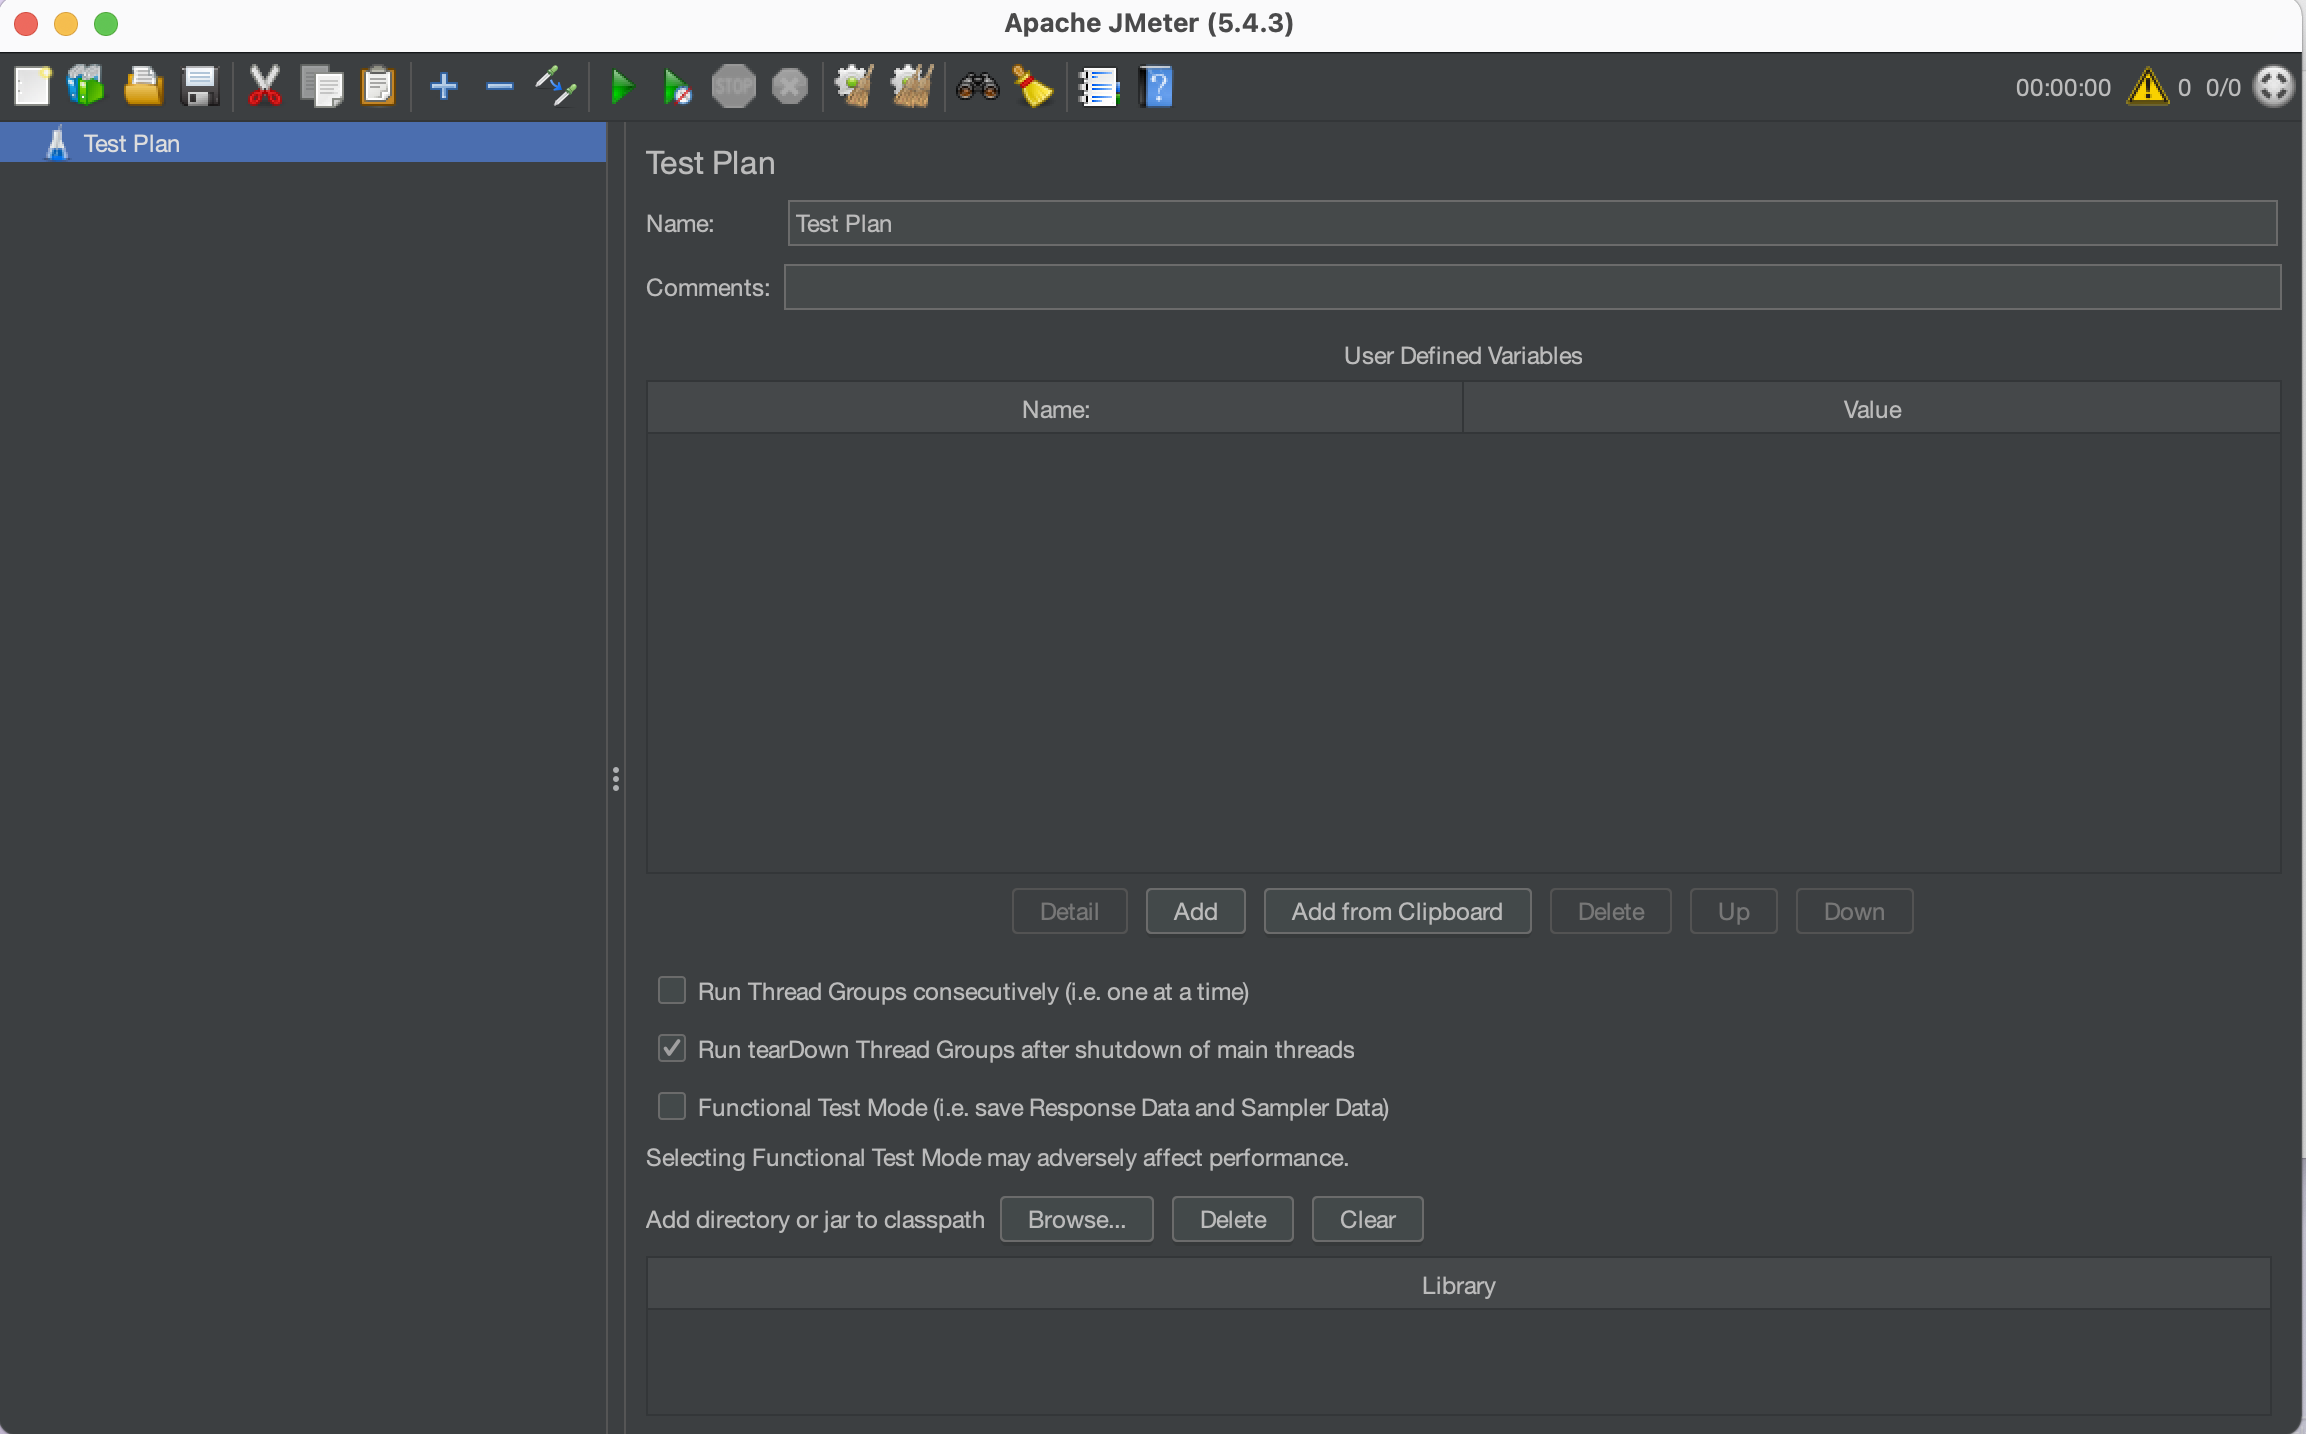 Apache JMeter (5.4.3)
STOP
?
00:00:00 0 0/0
Test Plan
Test Plan
Name: Test Plan
Comments:
User Defined Variables
Name: Value
Detail Add Add from Clipboard Delete Up Down
Run Thread Groups consecutively (i.e. one at a time)
Run tearDown Thread Groups after shutdown of main threads
Functional Test Mode (i.e. save Response Data and Sampler Data)
Selecting Functional Test Mode may adversely affect performance.
Add directory or jar to classpath Browse... Delete Clear
Library